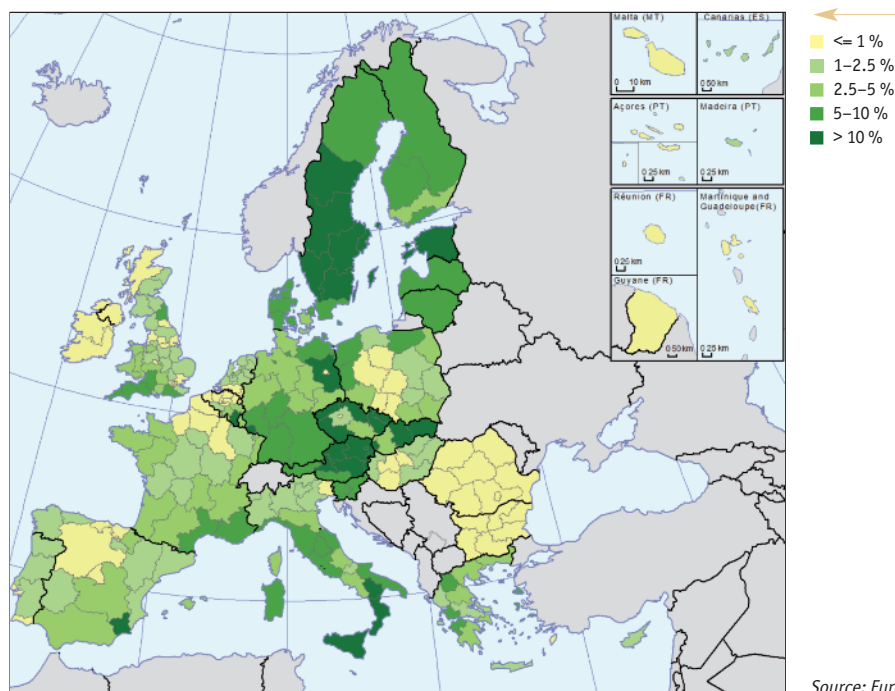 Malta (MT)
0 10 km
Canarias (ES)
0 50 km
Açores (PT)
0 25 km
Madeira (PT)
0 25 km
Réunion (FR)
0 25 km
Martinique and
Guadeloupe(FR)
0 25 km
Guyane (FR)
0 50 km
<= 1 %
1–2.5 %
2.5–5 %
5–10 %
> 10 %
Source: Eur